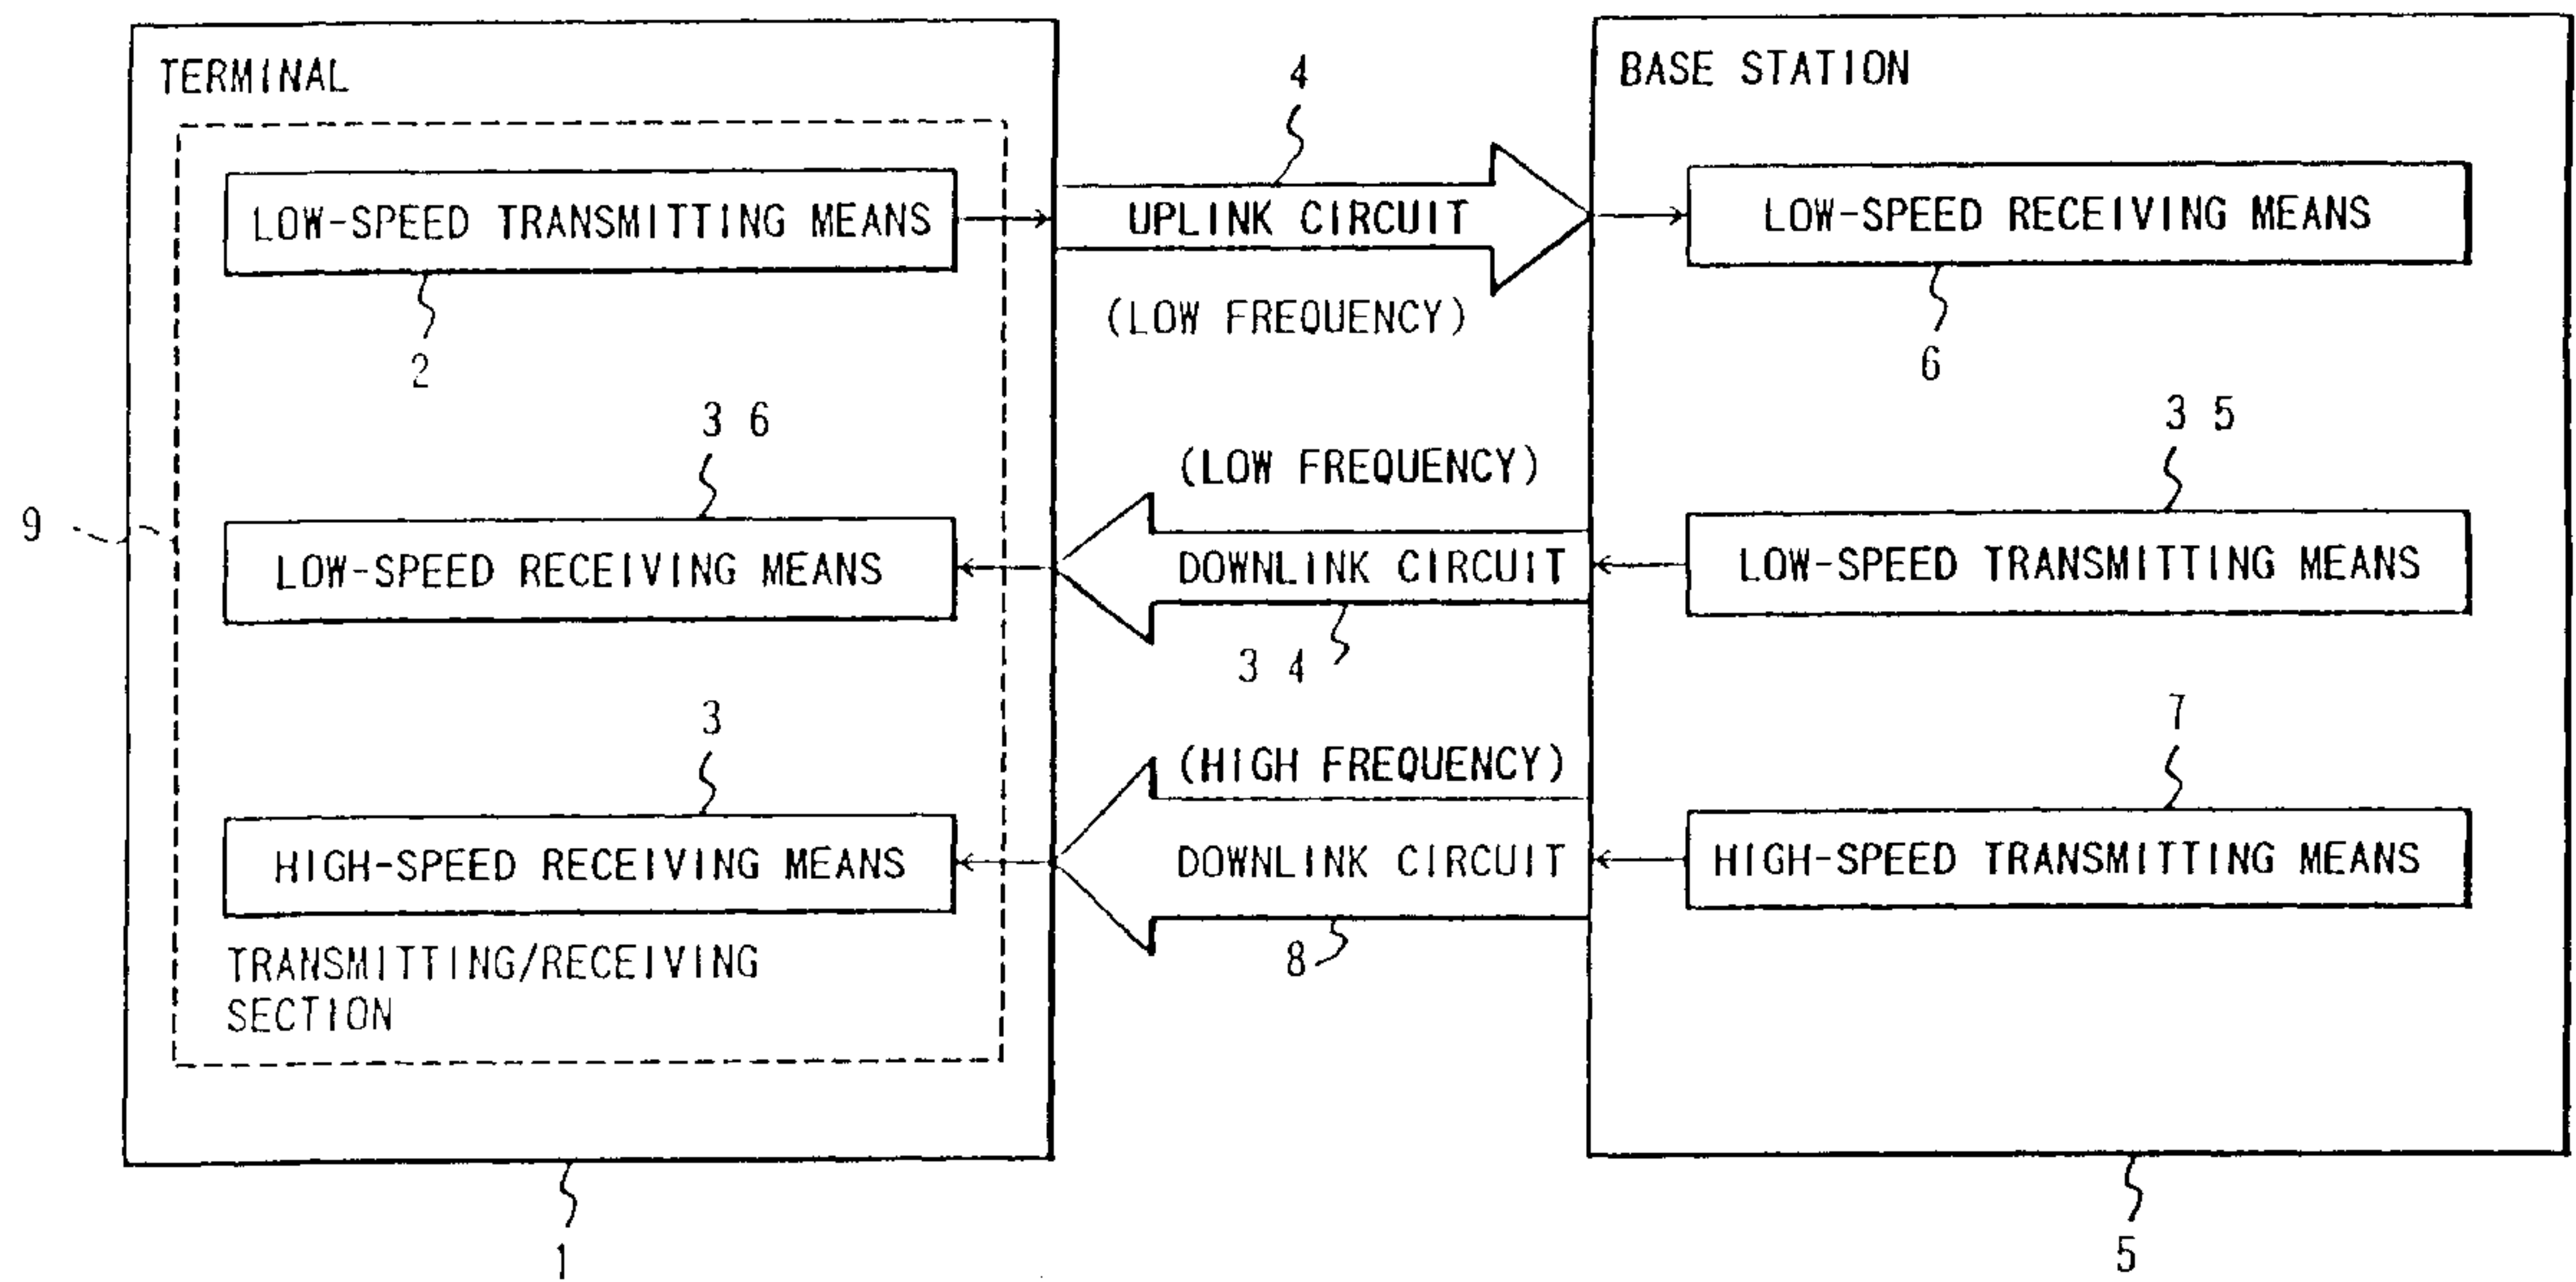 TERMINAL
BASE STATION
4
LOW-SPEED TRANSMITTING MEANS
UPLINK CIRCUIT
LOW-SPEED RECEIVING MEANS
(LOW FREQUENCY)
2
6
3 6
3 5
(LOW FREQUENCY)
9
LOW-SPEED RECEIVING MEANS
DOWNLINK CIRCUIT
LOW-SPEED TRANSMITTING MEANS
3 4
3
7
(HIGH FREQUENCY)
HIGH-SPEED RECEIVING MEANS
DOWNLINK CIRCUIT
HIGH-SPEED TRANSMITTING MEANS
8
TRANSMITTING/RECEIVING
SECTION
1
5